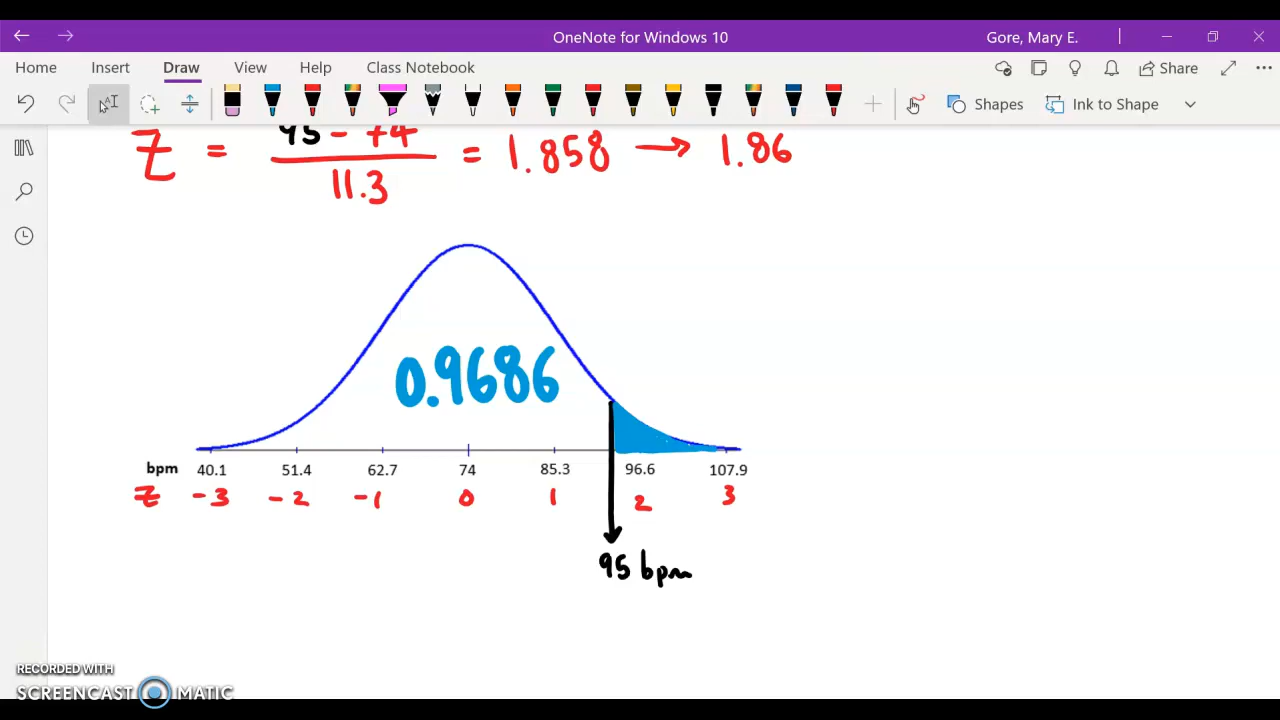 OneNote for Windows 10
Gore, Mary E.
Home Insert Draw View Help Class Notebook
Share
Shapes
Ink to Shape
Z = 95 - 74 / 11.3 = 1.858 → 1.86
0.9686
bpm 40.1 51.4 62.7 74 85.3 96.6 107.9
Z -3 -2 -1 0 1 2 3
95 bpm
RECORDED WITH
SCREENCAST MATIC